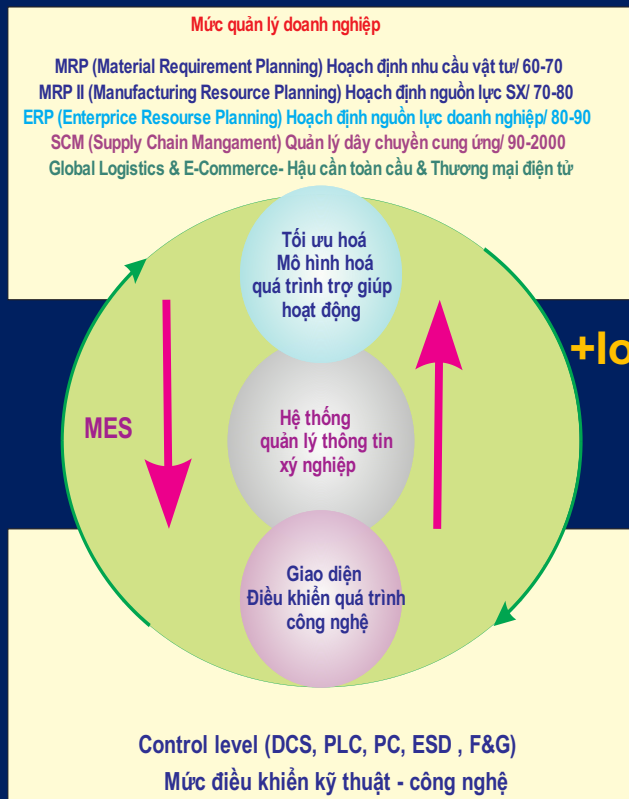 Mức quản lý doanh nghiệp
MRP (Material Requirement Planning) Hoạch định nhu cầu vật tư/ 60-70
MRP II (Manufacturing Resource Planning) Hoạch định nguồn lực SX/ 70-80
ERP (Enterprice Resourse Planning) Hoạch định nguồn lực doanh nghiệp/ 80-90
SCM (Supply Chain Mangament) Quản lý dây chuyền cung ứng/ 90-2000
Global Logistics & E-Commerce- Hậu cần toàn cầu & Thương mại điện tử
Tối ưu hoá
Mô hình hoá
quá trình trợ giúp
hoạt động
+Io
MES
Hệ thống
quản lý thông tin
xý nghiệp
Giao diện
Điều khiển quá trình
công nghệ
Control level (DCS, PLC, PC, ESD , F&G)
Mức điều khiển kỹ thuật - công nghệ